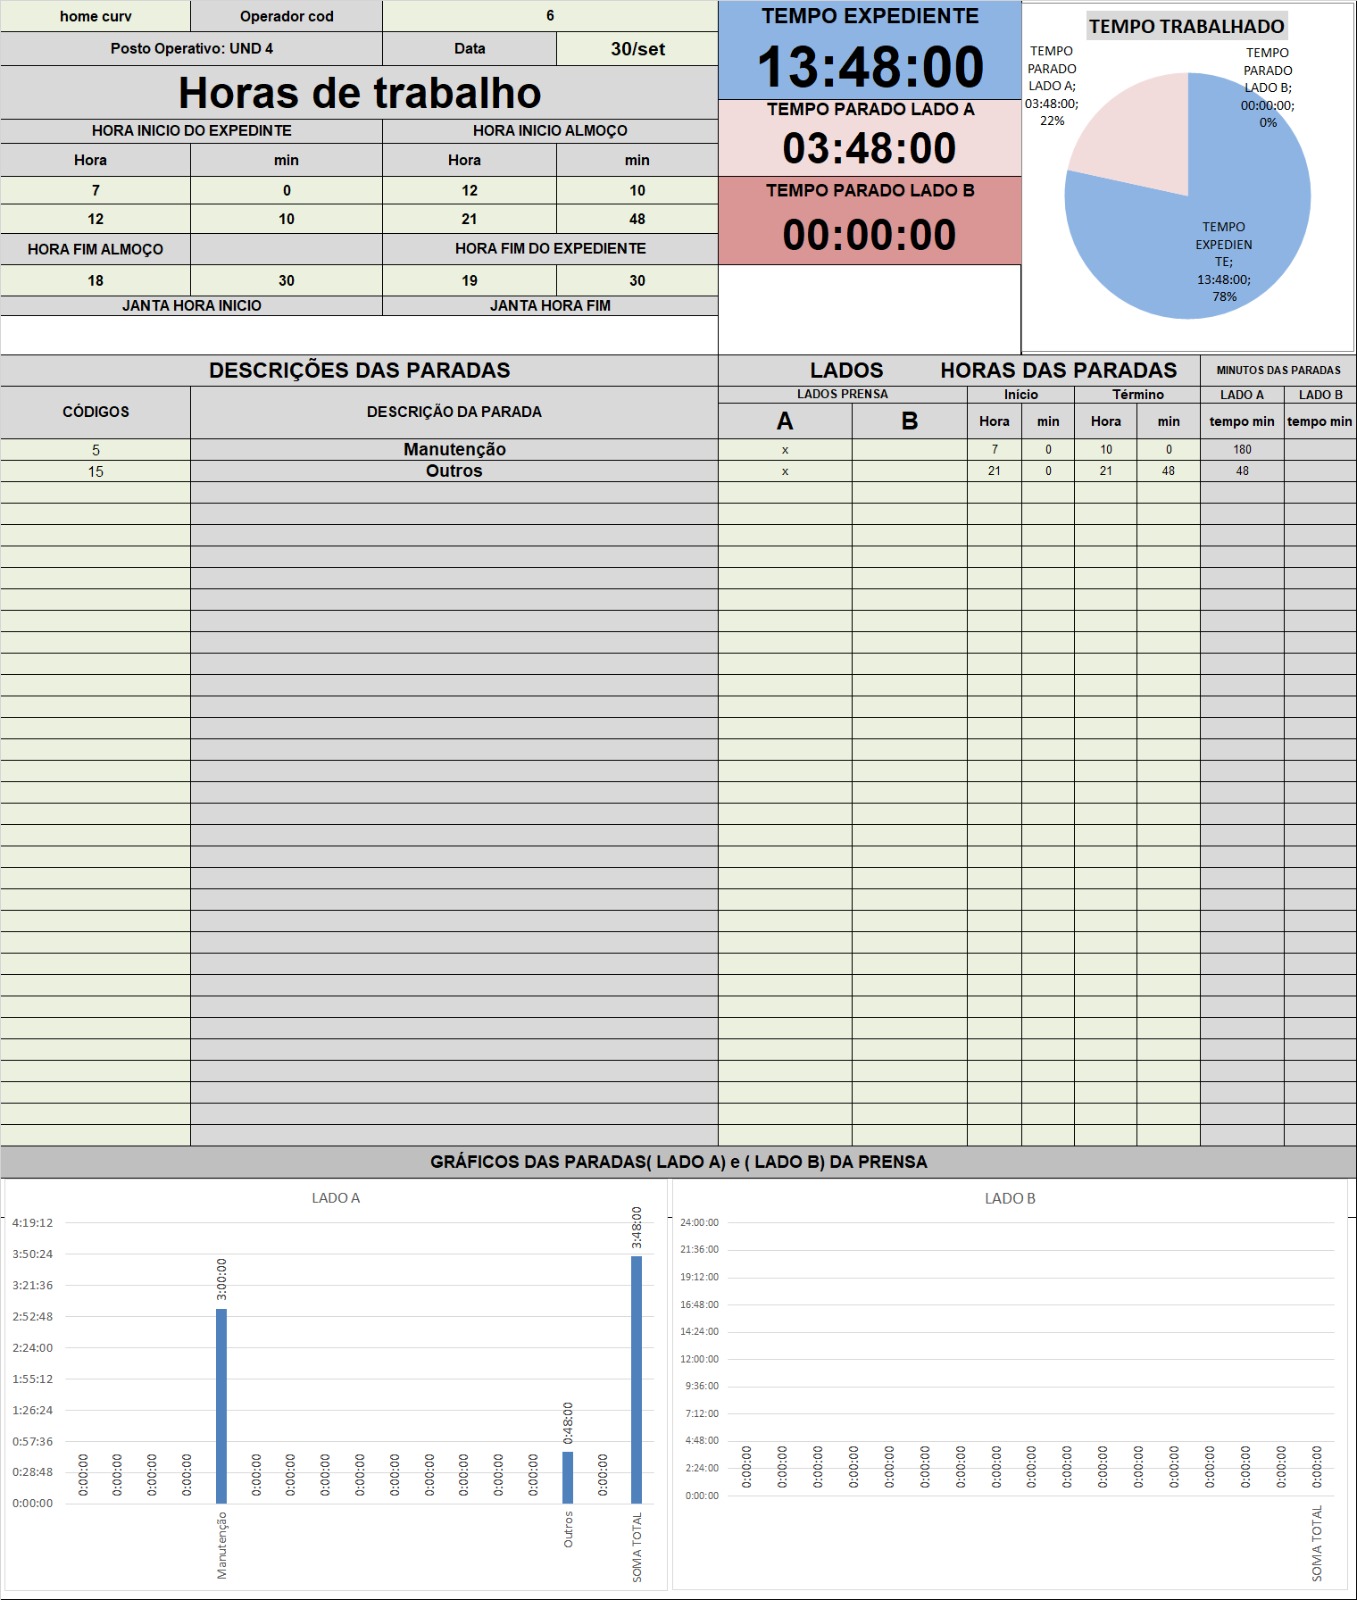 home curv Operador cod 6
Posto Operativo: UND 4 Data 30/set
Horas de trabalho
HORA INICIO DO EXPEDINTE HORA INICIO ALMOÇO
Hora min Hora min
7 0 12 10
12 10 21 48
HORA FIM ALMOÇO HORA FIM DO EXPEDIENTE
18 30 19 30
JANTA HORA INICIO JANTA HORA FIM
TEMPO EXPEDIENTE
13:48:00
TEMPO PARADO LADO A
03:48:00
TEMPO PARADO LADO B
00:00:00
TEMPO TRABALHADO
TEMPO
PARADO
LADO A;
03:48:00;
22%
TEMPO
PARADO
LADO B;
00:00:00;
0%
TEMPO
EXPEDIEN
TE;
13:48:00;
78%
DESCRIÇÕES DAS PARADAS LADOS HORAS DAS PARADAS MINUTOS DAS PARADAS
CÓDIGOS DESCRIÇÃO DA PARADA
LADOS PRENSA Início Término LADO A LADO B
A B Hora min Hora min tempo min tempo min
5 Manutenção x 7 0 10 0 180
15 Outros x 21 0 21 48 48
GRÁFICOS DAS PARADAS( LADO A) e ( LADO B) DA PRENSA
LADO A
4:19:12
3:50:24
3:21:36
2:52:48
2:24:00
1:55:12
1:26:24
0:57:36
0:28:48
0:00:00
0:00:00 0:00:00 0:00:00 0:00:00 3:00:00 0:00:00 0:00:00 0:00:00 0:00:00 0:00:00 0:00:00 0:00:00 0:00:00 0:00:00 0:48:00 0:00:00 3:48:00
Manutenção Outros SOMA TOTAL
LADO B
24:00:00
21:36:00
19:12:00
16:48:00
14:24:00
12:00:00
9:36:00
7:12:00
4:48:00
2:24:00
0:00:00
0:00:00 0:00:00 0:00:00 0:00:00 0:00:00 0:00:00 0:00:00 0:00:00 0:00:00 0:00:00 0:00:00 0:00:00 0:00:00 0:00:00 0:00:00 0:00:00 0:00:00
SOMA TOTAL